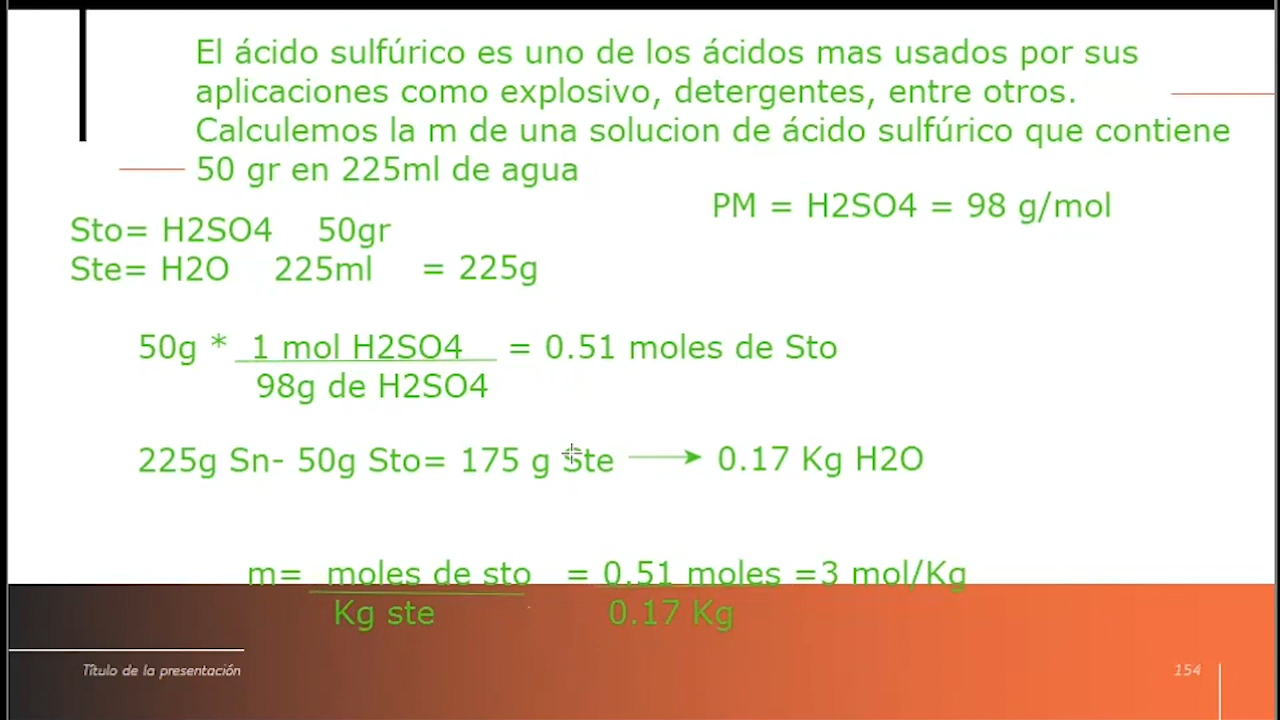 El ácido sulfúrico es uno de los ácidos mas usados por sus
aplicaciones como explosivo, detergentes, entre otros.
Calculemos la m de una solucion de ácido sulfúrico que contiene
50 gr en 225ml de agua
PM = H2SO4 = 98 g/mol
Sto= H2SO4 50gr
Ste= H2O 225ml = 225g
50g * 1 mol H2SO4 = 0.51 moles de Sto
98g de H2SO4
225g Sn- 50g Sto= 175 g Ste → 0.17 Kg H2O
m= moles de sto = 0.51 moles =3 mol/Kg
Kg ste 0.17 Kg
Título de la presentación 154